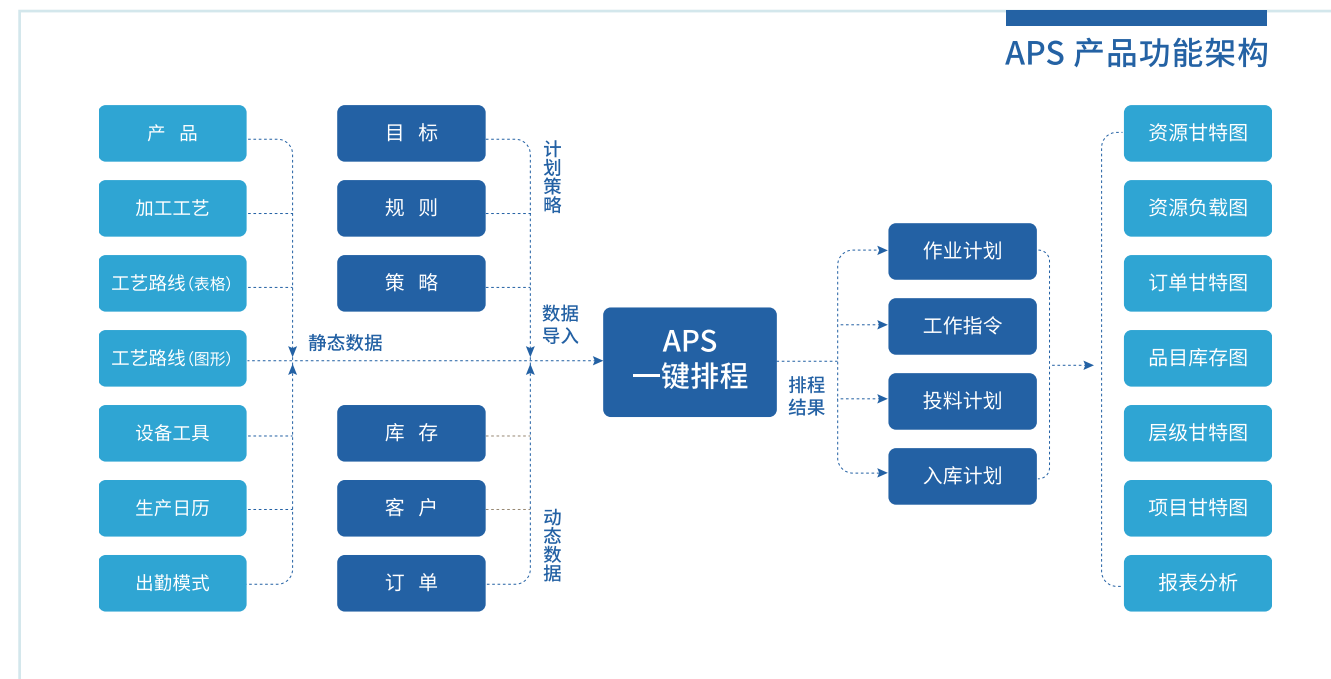 APS 产品功能架构
产 品
加工工艺
工艺路线(表格)
工艺路线(图形)
设备工具
生产日历
出勤模式
静态数据
目 标
规 则
策 略
计划策略
数据
导入
库 存
客 户
订 单
动态数据
APS
一键排程
排程
结果
作业计划
工作指令
投料计划
入库计划
资源甘特图
资源负载图
订单甘特图
品目库存图
层级甘特图
项目甘特图
报表分析